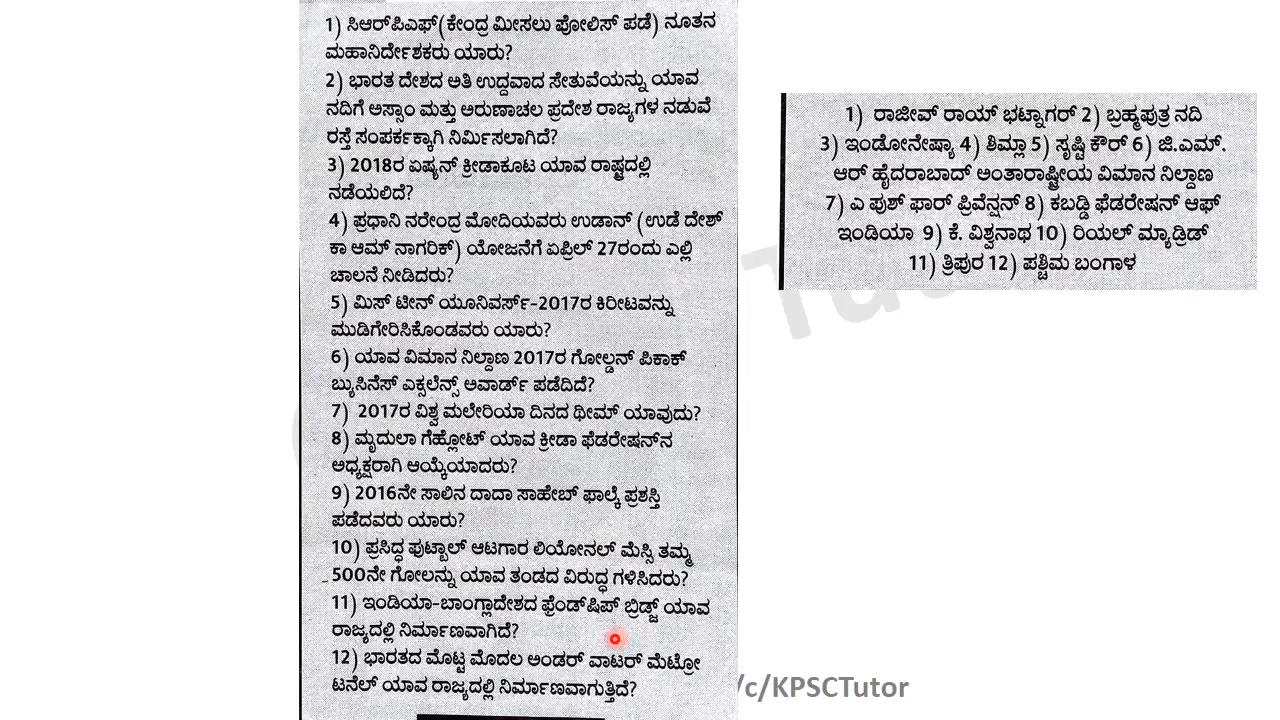 1) ಸಿಆರ್‌ಪಿಎಫ್(ಕೇಂದ್ರ ಮೀಸಲು ಪೋಲಿಸ್ ಪಡೆ) ನೂತನ
ಮಹಾನಿರ್ದೇಶಕರು ಯಾರು?
2) ಭಾರತ ದೇಶದ ಅತಿ ಉದ್ದವಾದ ಸೇತುವೆಯನ್ನು ಯಾವ
ನದಿಗೆ ಅಸ್ಸಾಂ ಮತ್ತು ಅರುಣಾಚಲ ಪ್ರದೇಶ ರಾಜ್ಯಗಳ ನಡುವೆ
ರಸ್ತೆ ಸಂಪರ್ಕಕ್ಕಾಗಿ ನಿರ್ಮಿಸಲಾಗಿದೆ?
3) 2018ರ ಏಷ್ಯನ್ ಕ್ರೀಡಾಕೂಟ ಯಾವ ರಾಷ್ಟ್ರದಲ್ಲಿ
ನಡೆಯಲಿದೆ?
4) ಪ್ರಧಾನಿ ನರೇಂದ್ರ ಮೋದಿಯವರು ಉಡಾನ್ (ಉಡೆ ದೇಶ್
ಕಾ ಆಮ್ ನಾಗರಿಕ್) ಯೋಜನೆಗೆ ಏಪ್ರಿಲ್ 27ರಂದು ಎಲ್ಲಿ
ಚಾಲನೆ ನೀಡಿದರು?
5) ಮಿಸ್ ಟೀನ್ ಯೂನಿವರ್ಸ್-2017ರ ಕಿರೀಟವನ್ನು
ಮುಡಿಗೇರಿಸಿಕೊಂಡವರು ಯಾರು?
6) ಯಾವ ವಿಮಾನ ನಿಲ್ದಾಣ 2017ರ ಗೋಲ್ಡನ್ ಪಿಕಾಕ್
ಬ್ಯುಸಿನೆಸ್ ಎಕ್ಸಲೆನ್ಸ್ ಅವಾರ್ಡ್ ಪಡೆದಿದೆ?
7) 2017ರ ವಿಶ್ವ ಮಲೇರಿಯಾ ದಿನದ ಥೀಮ್ ಯಾವುದು?
8) ಮೃದುಲಾ ಗೆಹ್ಲೋಟ್ ಯಾವ ಕ್ರೀಡಾ ಫೆಡರೇಷನ್‌ನ
ಅಧ್ಯಕ್ಷರಾಗಿ ಆಯ್ಕೆಯಾದರು?
9) 2016ನೇ ಸಾಲಿನ ದಾದಾ ಸಾಹೇಬ್ ಫಾಲ್ಕೆ ಪ್ರಶಸ್ತಿ
ಪಡೆದವರು ಯಾರು?
10) ಪ್ರಸಿದ್ಧ ಫುಟ್ಬಾಲ್ ಆಟಗಾರ ಲಿಯೋನಲ್ ಮೆಸ್ಸಿ ತಮ್ಮ
500ನೇ ಗೋಲನ್ನು ಯಾವ ತಂಡದ ವಿರುದ್ಧ ಗಳಿಸಿದರು?
11) ಇಂಡಿಯಾ-ಬಾಂಗ್ಲಾದೇಶದ ಫ್ರೆಂಡ್‌ಷಿಪ್ ಬ್ರಿಡ್ಜ್ ಯಾವ
ರಾಜ್ಯದಲ್ಲಿ ನಿರ್ಮಾಣವಾಗಿದೆ?
12) ಭಾರತದ ಮೊಟ್ಟ ಮೊದಲ ಅಂಡರ್ ವಾಟರ್ ಮೆಟ್ರೋ
ಟನೆಲ್ ಯಾವ ರಾಜ್ಯದಲ್ಲಿ ನಿರ್ಮಾಣವಾಗುತ್ತಿದೆ?
1) ರಾಜೀವ್ ರಾಯ್ ಭಟ್ನಾಗರ್ 2) ಬ್ರಹ್ಮಪುತ್ರ ನದಿ
3) ಇಂಡೋನೇಷ್ಯಾ 4) ಶಿಮ್ಲಾ 5) ಸೃಷ್ಟಿ ಕೌರ್ 6) ಜಿ.ಎಮ್.
ಆರ್ ಹೈದರಾಬಾದ್ ಅಂತಾರಾಷ್ಟ್ರೀಯ ವಿಮಾನ ನಿಲ್ದಾಣ
7) ಎ ಪುಶ್ ಫಾರ್ ಪ್ರಿವೆನ್ಷನ್ 8) ಕಬಡ್ಡಿ ಫೆಡರೇಷನ್ ಆಫ್
ಇಂಡಿಯಾ 9) ಕೆ. ವಿಶ್ವನಾಥ 10) ರಿಯಲ್ ಮ್ಯಾಡ್ರಿಡ್
11) ತ್ರಿಪುರ 12) ಪಶ್ಚಿಮ ಬಂಗಾಳ
/c/KPSCTutor